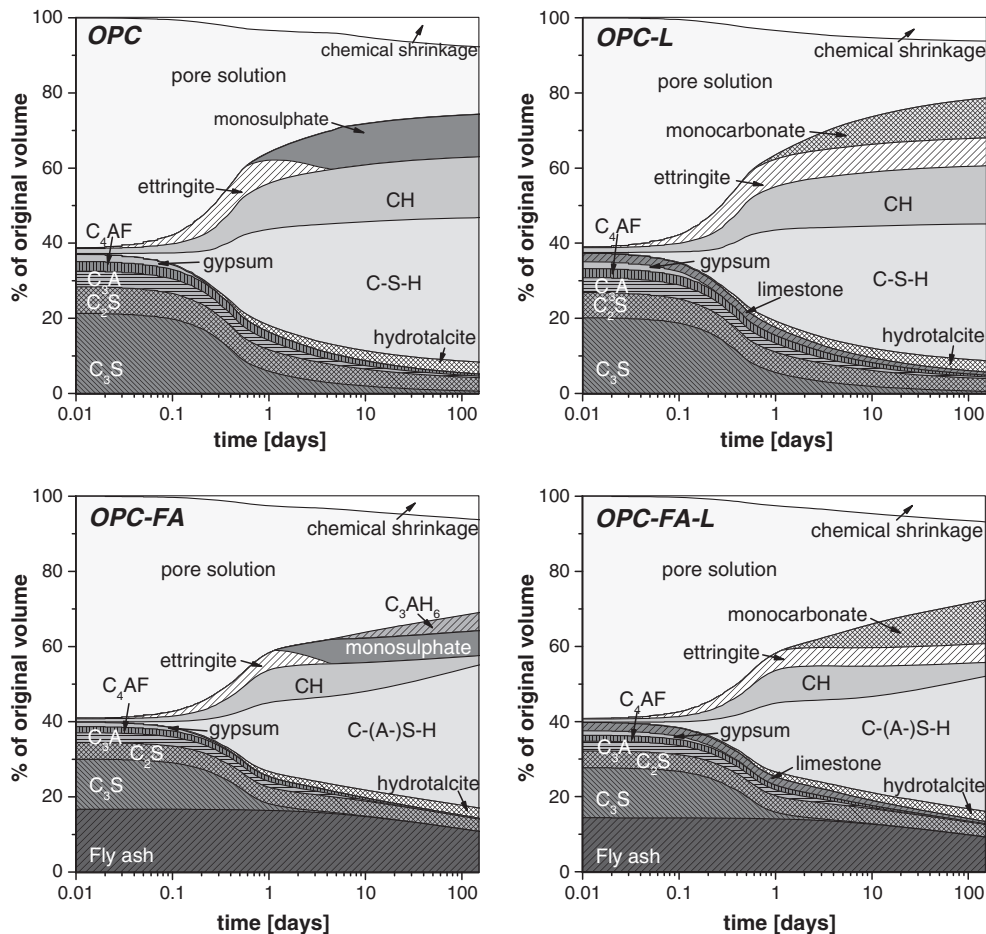 OPC
chemical shrinkage
pore solution
monosulphate
ettringite
CH
C₄AF
gypsum
C₃A
C₂S
C-S-H
hydrotalcite
C₃S
% of original volume
100
80
60
40
20
0
0.01 0.1 1 10 100
time [days]
OPC-L
chemical shrinkage
pore solution
monocarbonate
ettringite
CH
C₄AF
gypsum
C₃A
C₂S
limestone
C-S-H
hydrotalcite
C₃S
% of original volume
100
80
60
40
20
0
0.01 0.1 1 10 100
time [days]
OPC-FA
chemical shrinkage
pore solution
C₃AH₆
ettringite
monosulphate
CH
C₄AF
gypsum
C₃A
C₂S
C-(A-)S-H
hydrotalcite
C₃S
Fly ash
% of original volume
100
80
60
40
20
0
0.01 0.1 1 10 100
time [days]
OPC-FA-L
chemical shrinkage
pore solution
monocarbonate
ettringite
CH
C₄AF
gypsum
C₃A
C₂S
C-(A-)S-H
limestone
hydrotalcite
C₃S
Fly ash
% of original volume
100
80
60
40
20
0
0.01 0.1 1 10 100
time [days]